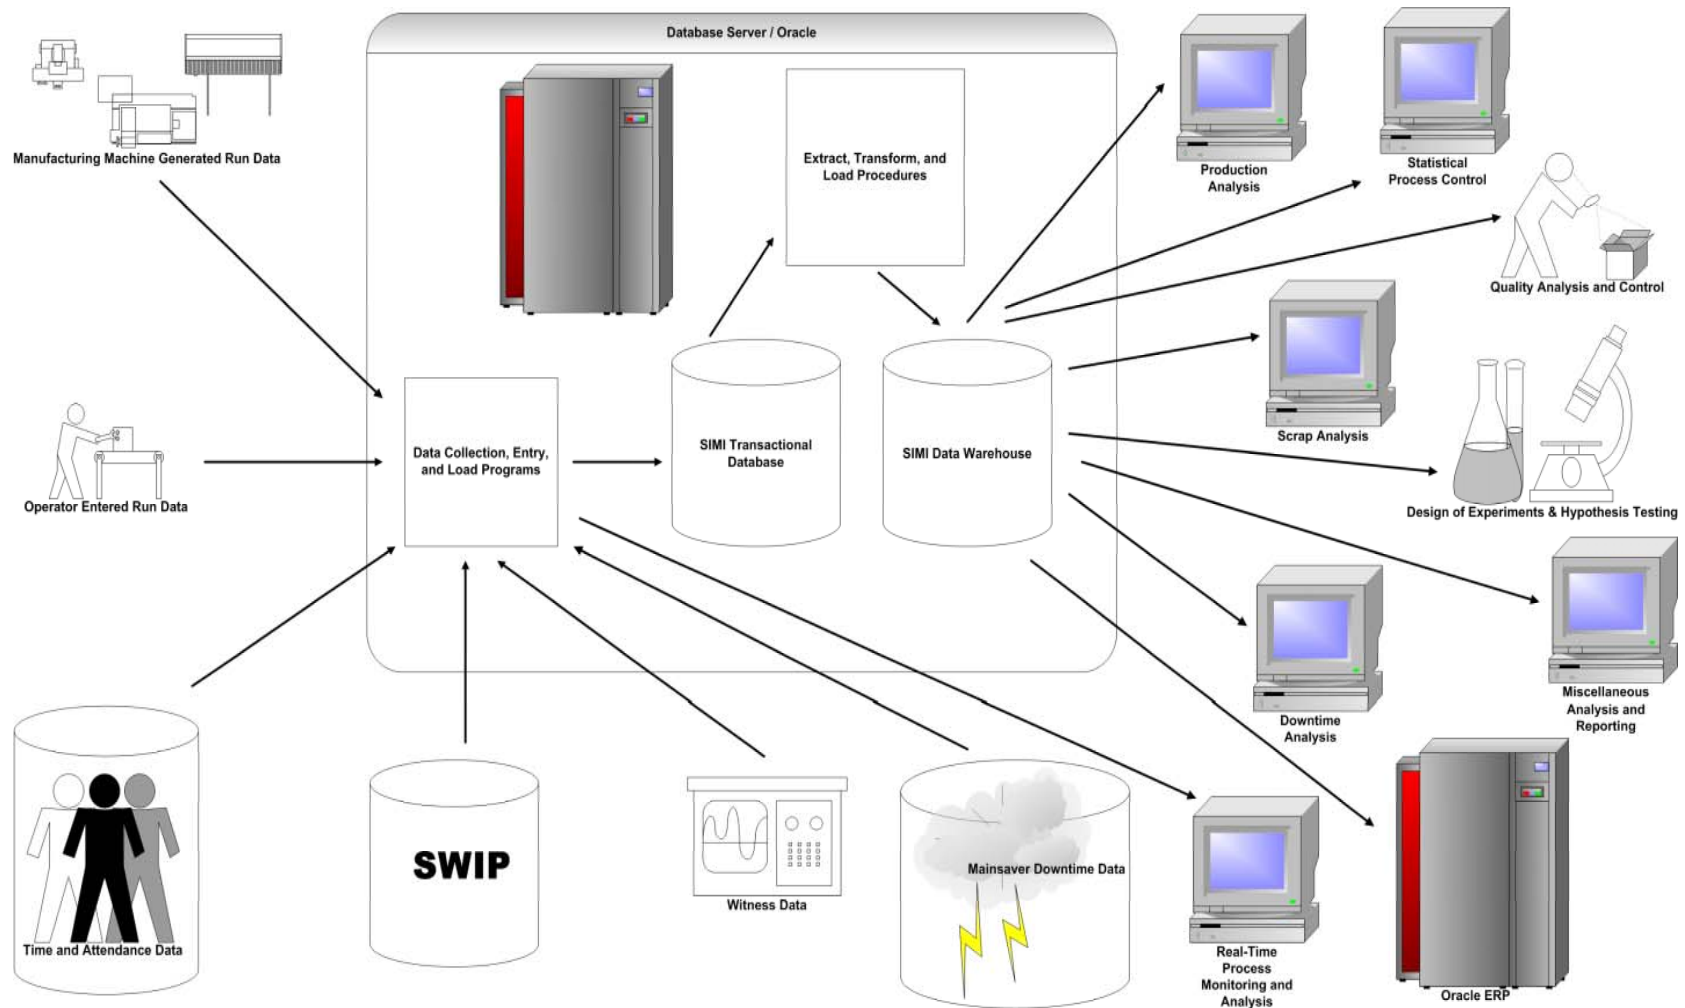 Database Server / Oracle
Manufacturing Machine Generated Run Data
Extract, Transform, and
Load Procedures
Production
Analysis
Statistical
Process Control
Quality Analysis and Control
Scrap Analysis
Data Collection, Entry,
and Load Programs
SIMI Transactional
Database
SIMI Data Warehouse
Operator Entered Run Data
Design of Experiments & Hypothesis Testing
Miscellaneous
Analysis and
Reporting
Downtime
Analysis
Time and Attendance Data
SWIP
Witness Data
Mainsaver Downtime Data
Real-Time
Process
Monitoring and
Analysis
Oracle ERP